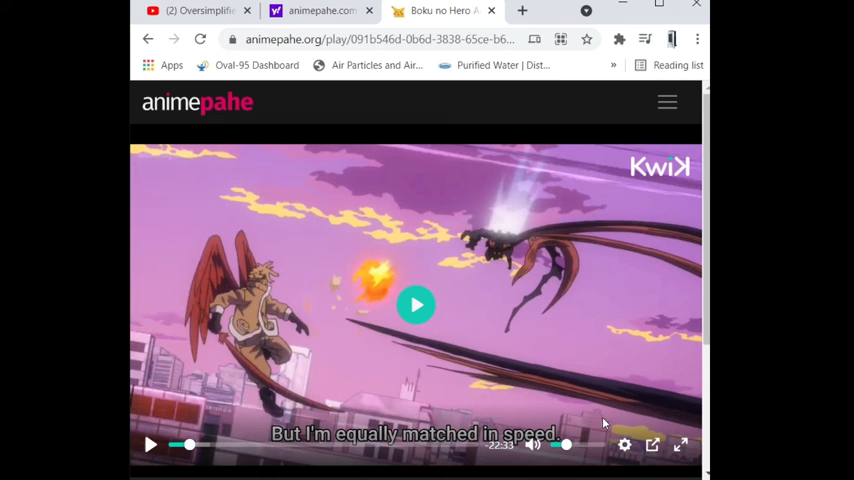 (2) Oversimplifie
animepahe.com
Boku no Hero A
animepahe.org/play/091b546d-0b6d-3838-65ce-b6...
Apps
Oval-95 Dashboard
Air Particles and Air...
Purified Water | Dist...
»
Reading list
animepahe
KwiK
But I'm equally matched in speed.
-22:33